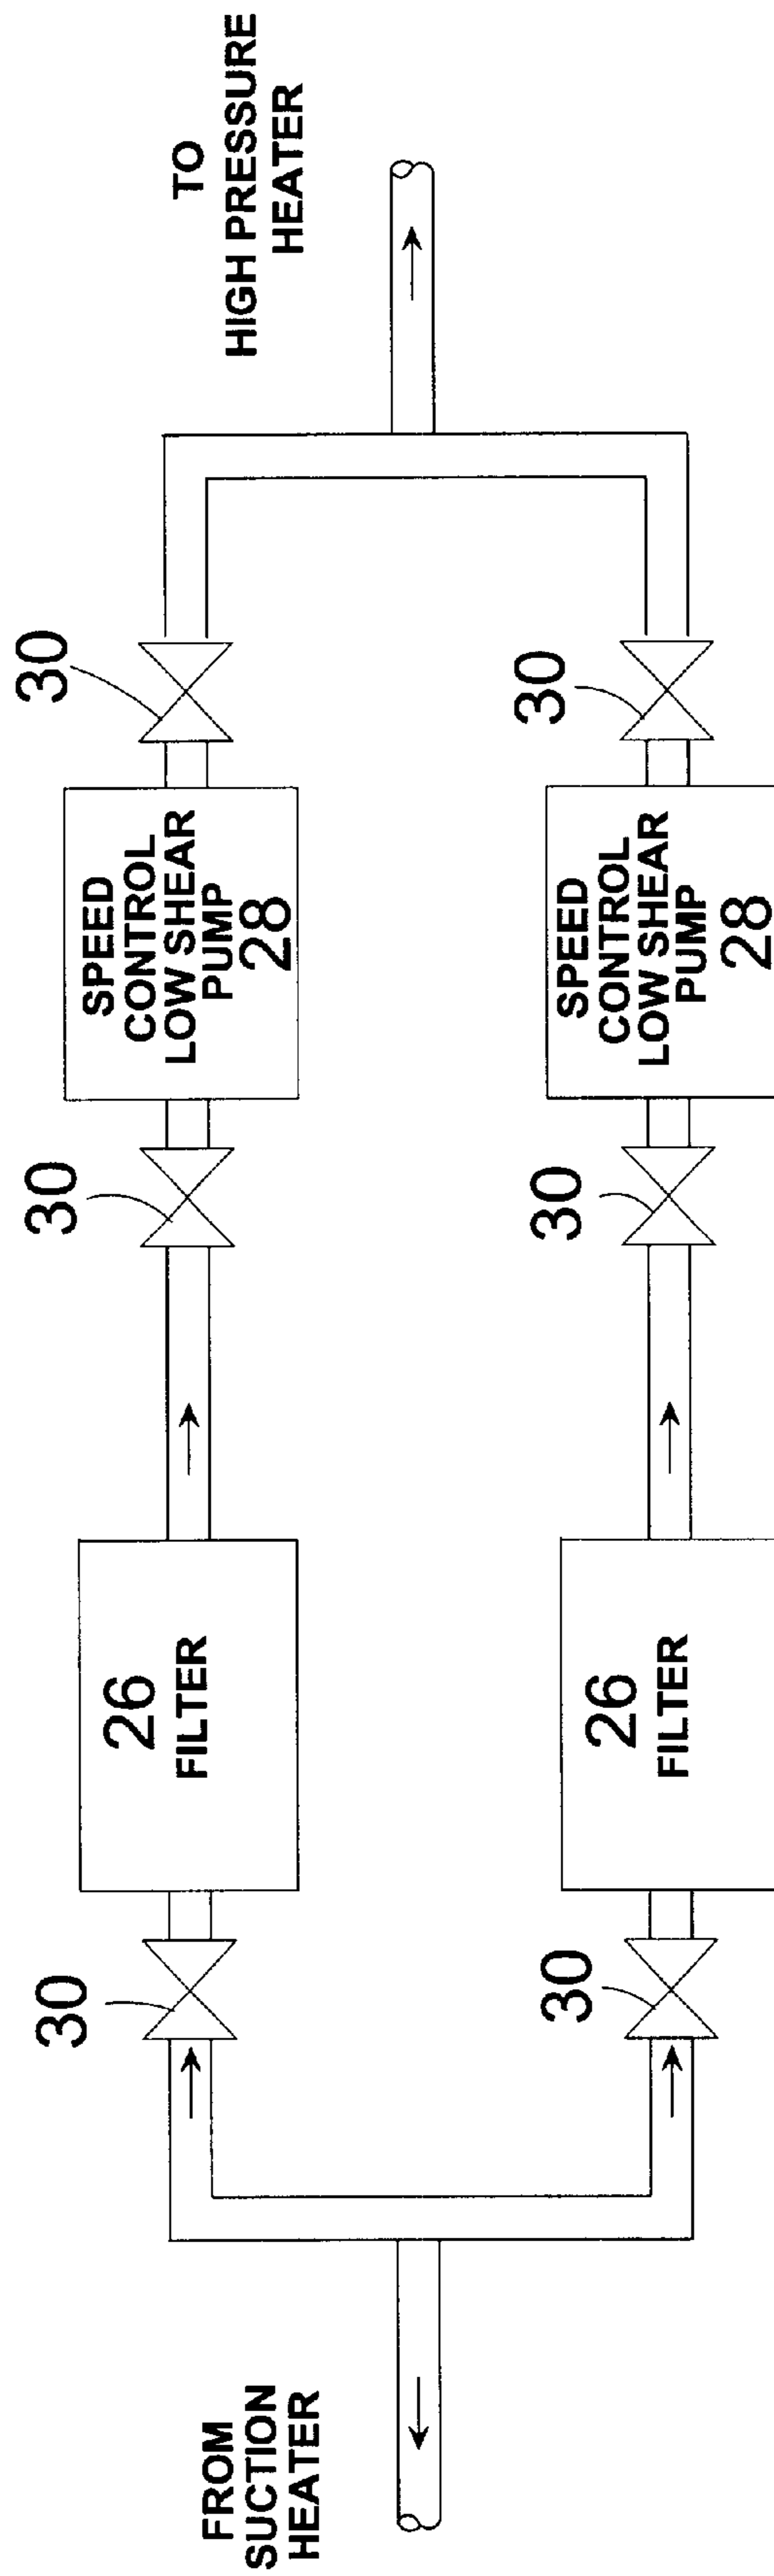 FROM
SUCTION
HEATER
30
26
FILTER
30
SPEED
CONTROL
LOW SHEAR
PUMP
28
30
TO
HIGH PRESSURE
HEATER
30
26
FILTER
30
SPEED
CONTROL
LOW SHEAR
PUMP
28
30